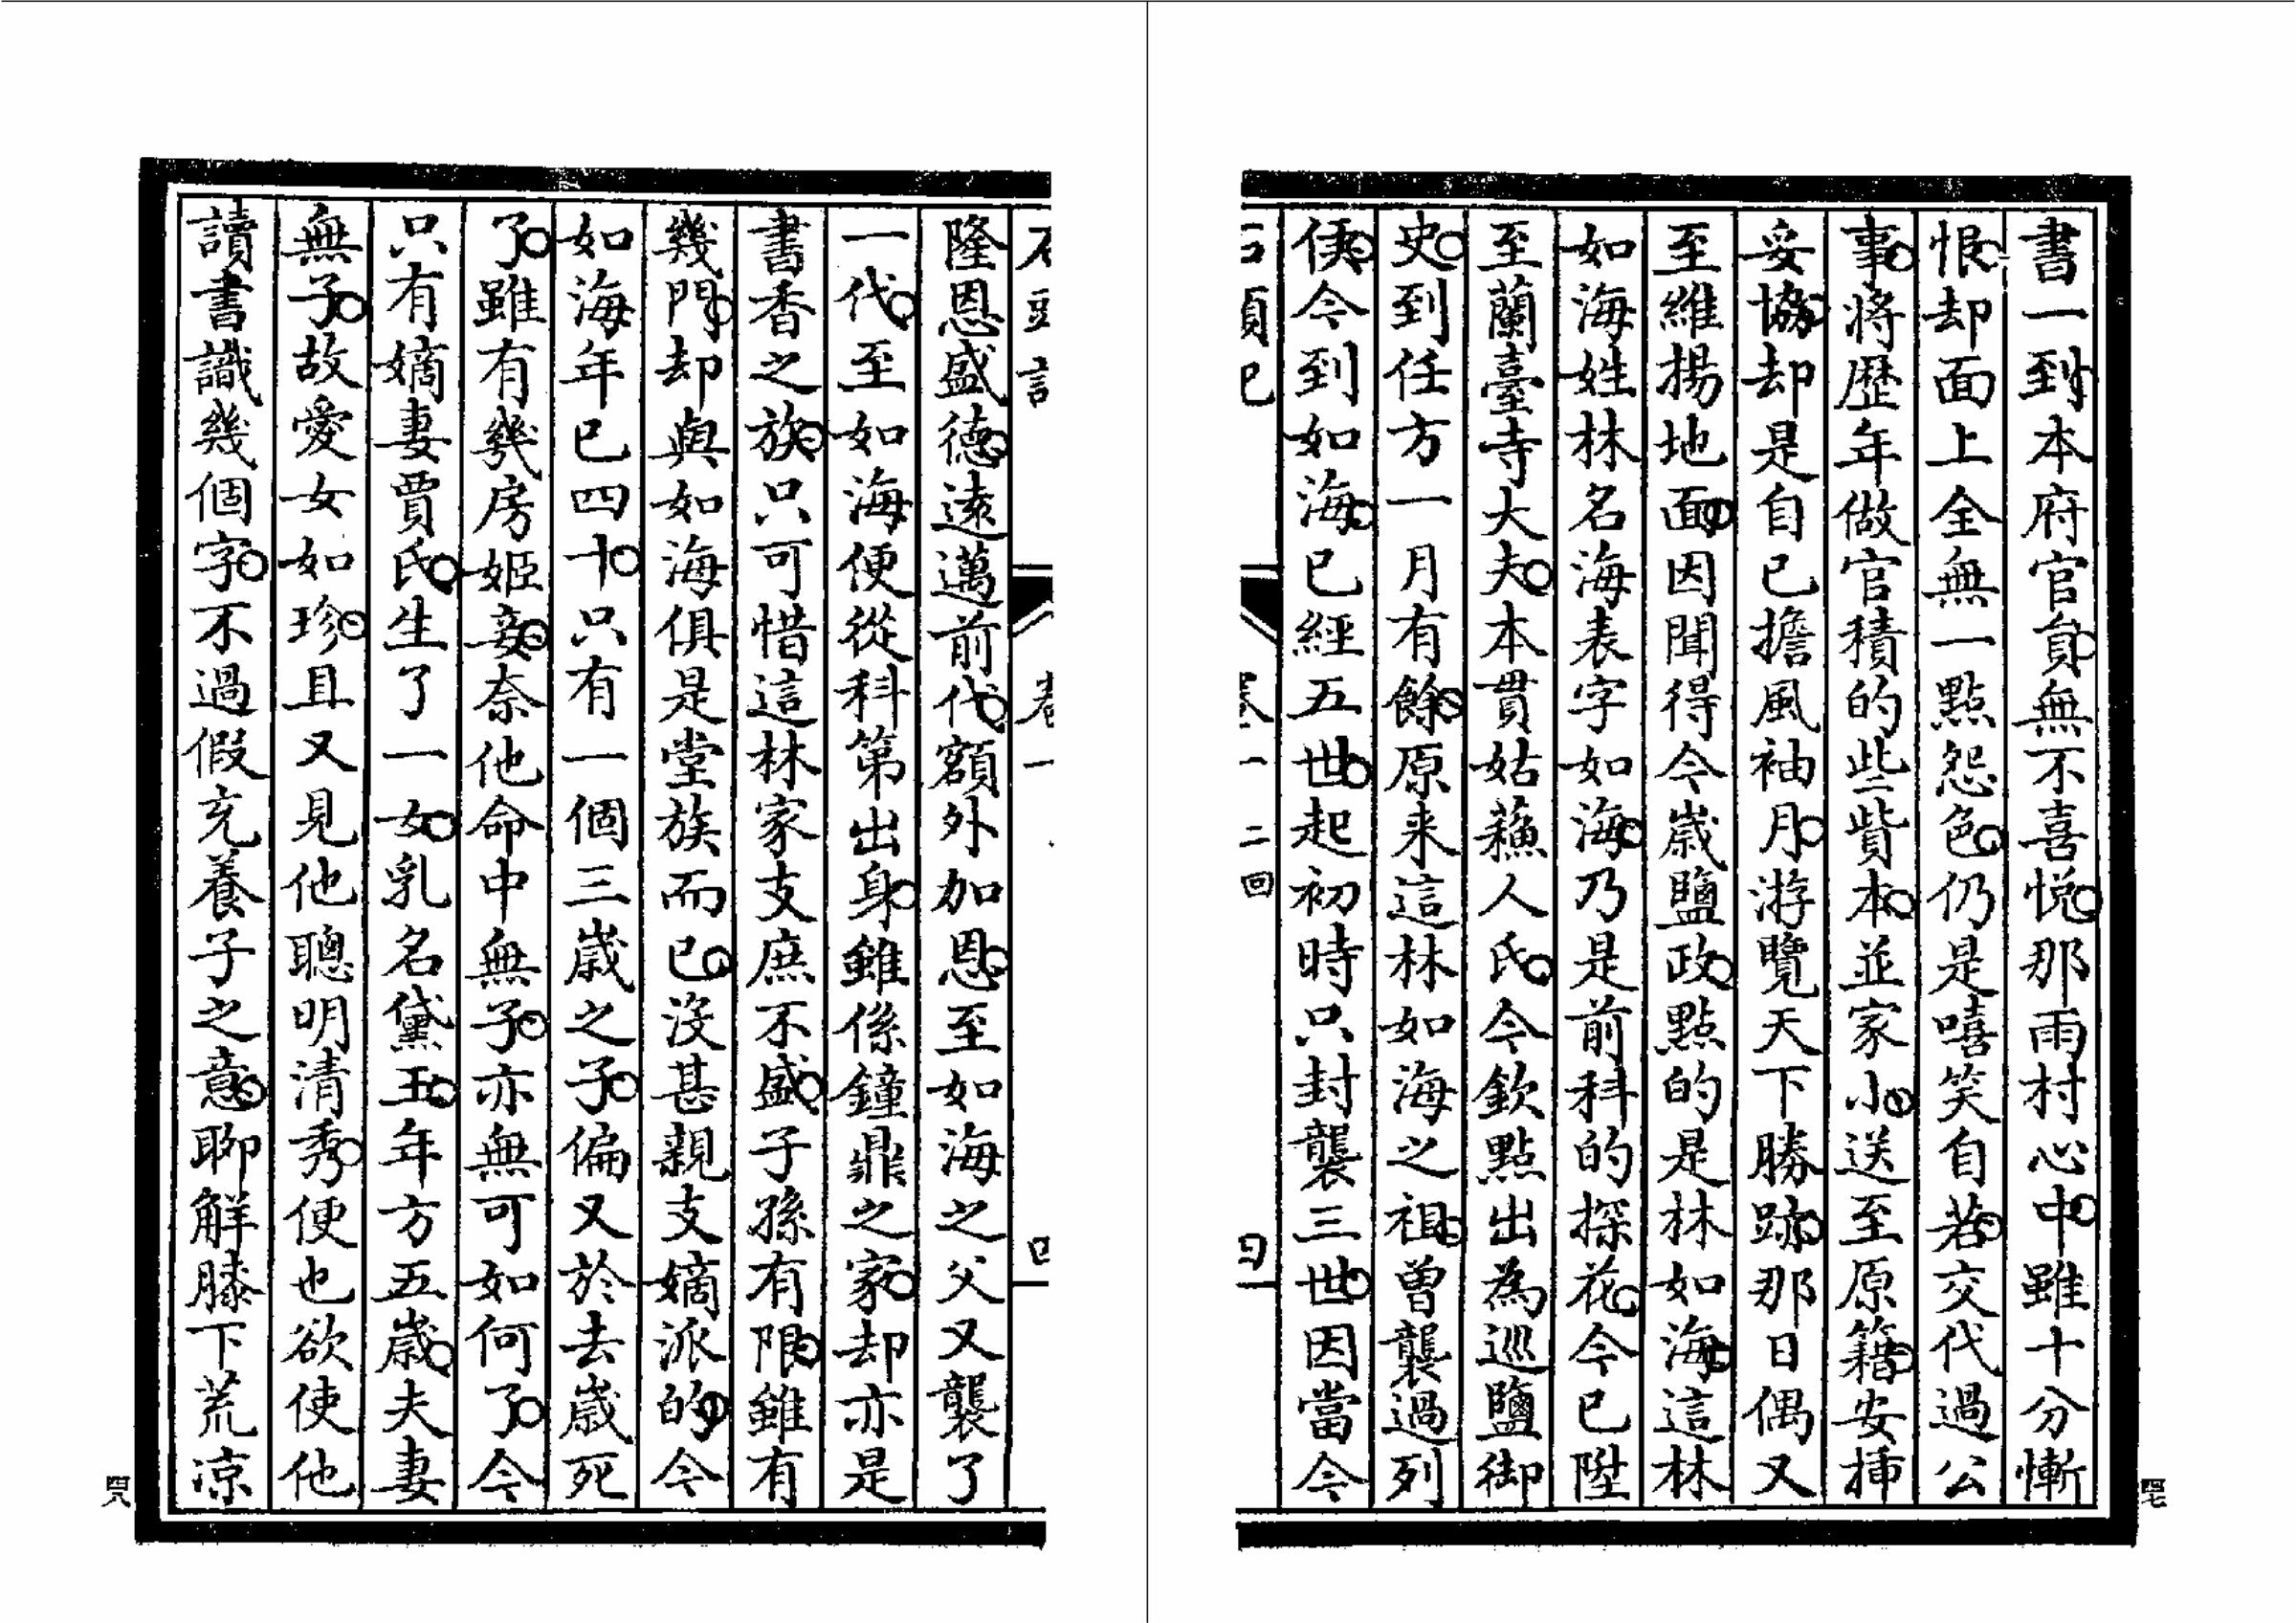 書一到本府官員無不喜悅那雨村心中雖十分慚
恨却面上全無一點怨色仍是嘻笑自若交代過公
事將歷年做官積的些貲本並家小送至原籍安揷
妥協却是自已擔風袖月游覽天下勝跡那日偶又
至維揚地面因聞得今歲鹽政點的是林如海這林
如海姓林名海表字如海乃是前科的探花今已陞
至蘭臺寺大夫本貫姑蘓人氏今欽點出為巡鹽御
史到任方一月有餘原来這林如海之祖曾襲過列
侯今到如海已經五世起初時只封襲三世因當今
二回
石頭記
卷一
隆恩盛德遠邁前代額外加恩至如海之父又襲了
一代至如海便從科第出身雖係鐘鼎之家却亦是
書香之族只可惜這林家支庶不盛子孫有限雖有
幾門却與如海俱是堂族而已沒甚親支嫡派的今
如海年已四十只有一個三歲之子偏又於去歲死
了雖有幾房姬妾奈他命中無子亦無可如何了今
只有嫡妻賈氏生了一女乳名黛玉年方五歲夫妻
無子故愛女如珍且又見他聰明清秀便也欲使他
讀書識幾個字不過假充養子之意聊解膝下荒凉
四七
四八